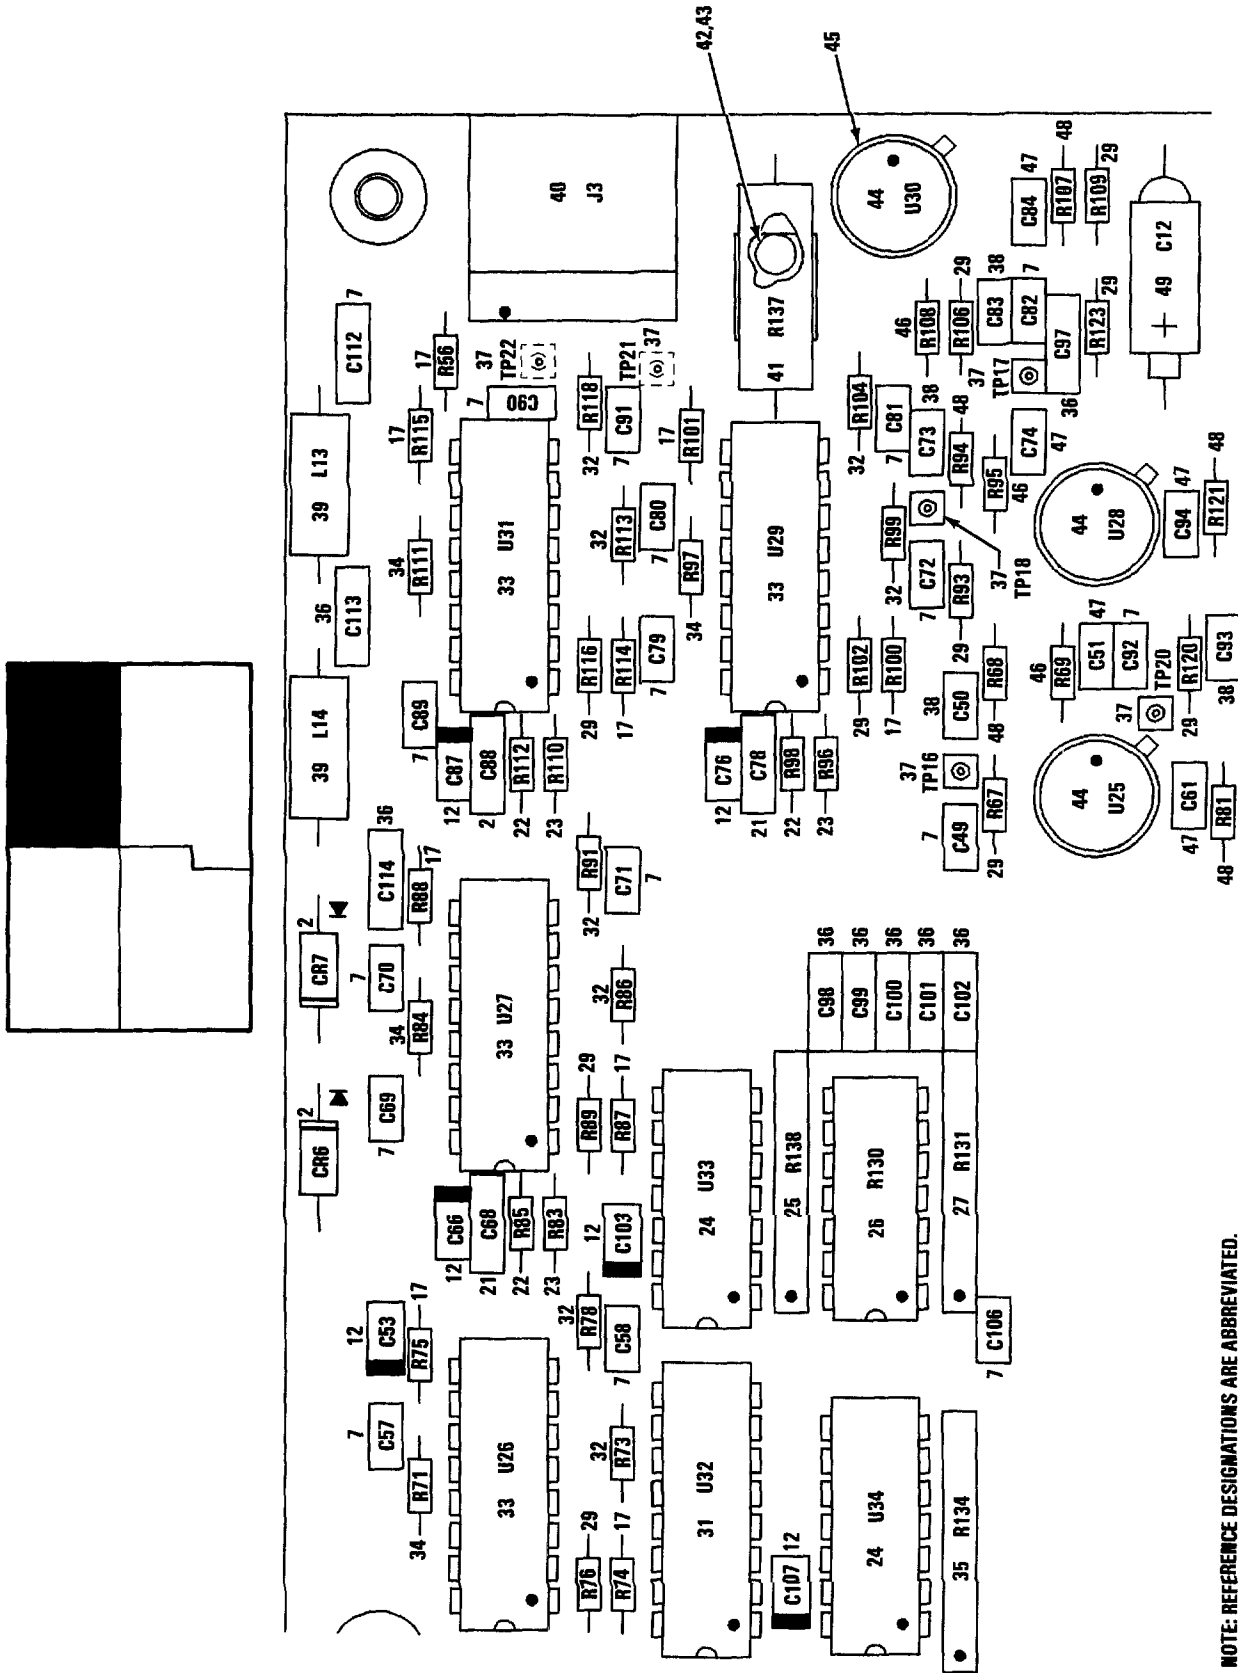 CR6 2 CR7 2 39 L14 36 39 L13
C113 C112 7
7 C57 12 C53 7 C69 7 C70 C114 36
34 R71 R75 17 34 R84 R88 17 7 C89 34 R111 17 R115 17 R56
12 C66 12 C87
21 C68 C88 7 C90 37
33 U26 33 U27 33 U31 40 J3
22 R85 22 R112 TP22
23 R83 23 R110
R76 29 32 R78 R89 29 32 R91 29 R116 32 R118
R74 17 32 R73 7 C58 12 C103 R87 17 32 R86 C71 7 17 R114 32 R113 7 C91 TP21 37
7 C79 7 C80
34 R97 17 R101
31 U32 24 U33 12 C76 42,43
21 C78
C107 12 25 R138 22 R98 33 U29 41 R137
23 R96 45
C98 36
C99 36 29 R102 32 R104
24 U34 26 R130 C100 36 17 R100 32 R99 7 C81 44 U30
C101 36 37 TP16 38 7 C72 C73 38 46 R108
35 R134 27 R131 C102 36 7 C49 C50 29 R93 R94 48 R106 29
7 C106 29 R67 48 R68 37 TP18 R95 46 C83 38
37 TP17 C82 7
C74 47 C84 47
46 R69 36 C97 R107 48
44 U25 C51 47 44 U28 R123 29 R109 29
37 TP20 C92 7 49 C12
47 C61 29 R120 C94 47
48 R81 38 C93 R121 48
NOTE: REFERENCE DESIGNATIONS ARE ABBREVIATED.